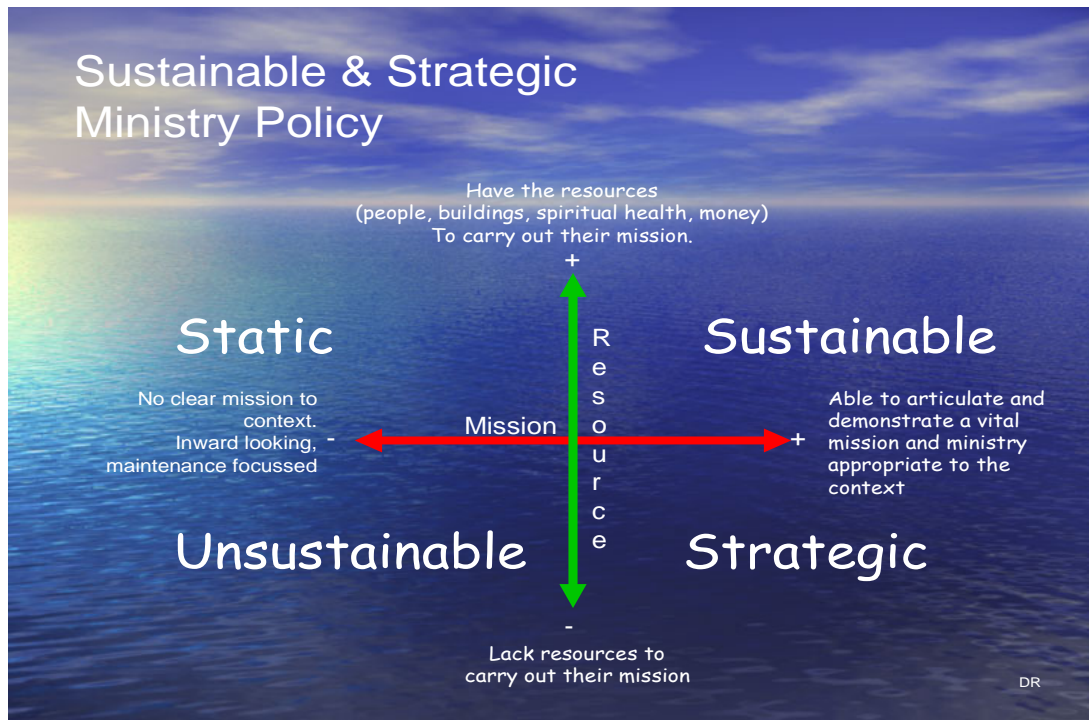 Sustainable & Strategic
Ministry Policy
Have the resources
(people, buildings, spiritual health, money)
To carry out their mission.
+
Static
Sustainable
Resource
No clear mission to
context.
Inward looking,
maintenance focussed
-
Mission
+
Able to articulate and
demonstrate a vital
mission and ministry
appropriate to the
context
Unsustainable
Strategic
-
Lack resources to
carry out their mission
DR